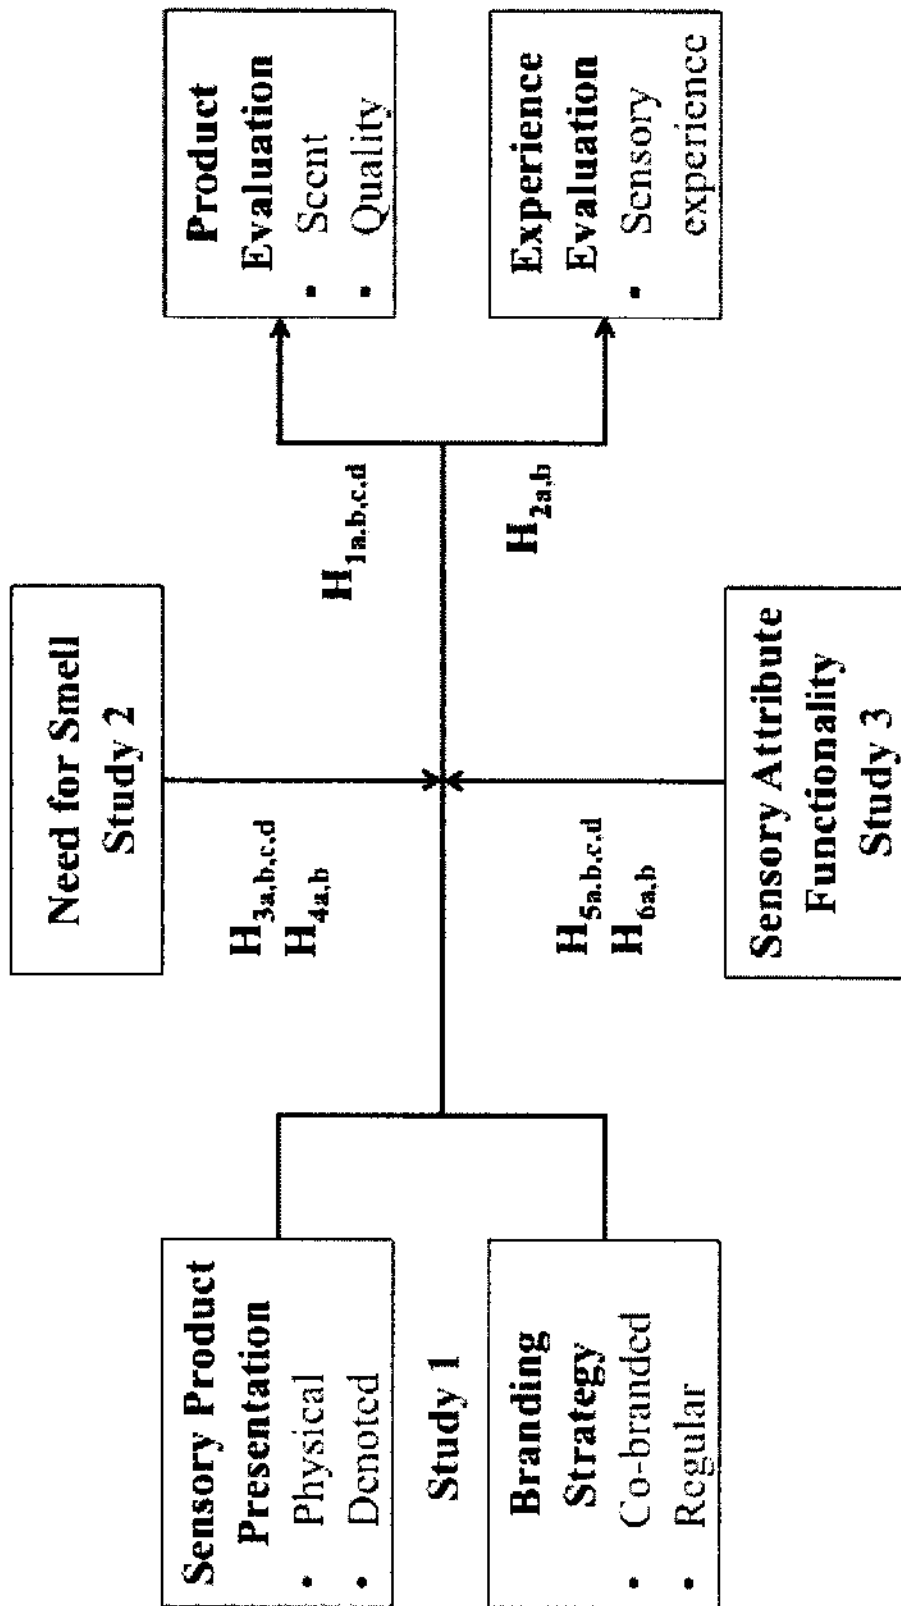 Need for Smell
Study 2
Sensory Product
Presentation
• Physical
• Denoted
Study 1
Branding
Strategy
• Co-branded
• Regular
H3a,b,c,d
H4a,b
H5a,b,c,d
H6a,b
H1a,b,c,d
H2a,b
Product
Evaluation
• Scent
• Quality
Experience
Evaluation
• Sensory
experience
Sensory Attribute
Functionality
Study 3